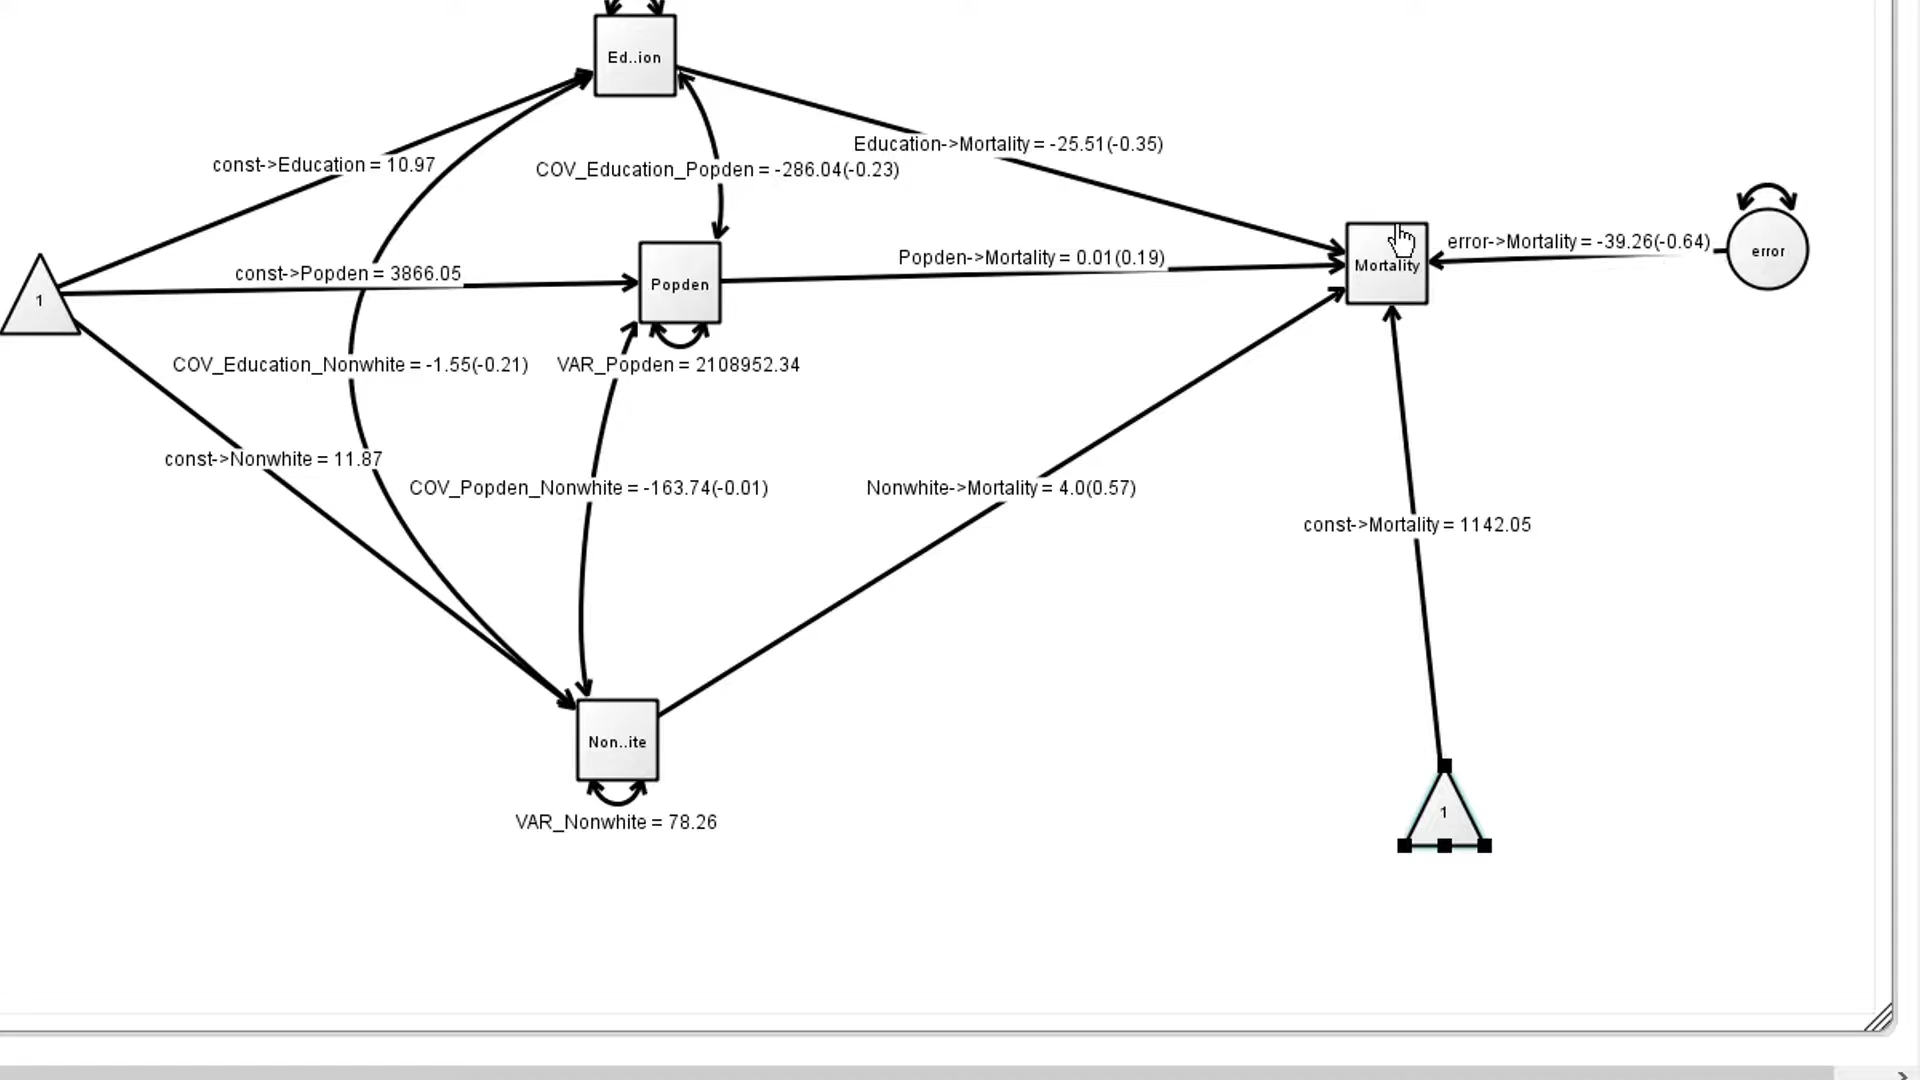 Ed..ion
Education->Mortality = -25.51(-0.35)
const->Education = 10.97
COV_Education_Popden = -286.04(-0.23)
error->Mortality = -39.26(-0.64)
error
Popden->Mortality = 0.01(0.19)
Mortality
const->Popden = 3866.05
Popden
1
COV_Education_Nonwhite = -1.55(-0.21)
VAR_Popden = 2108952.34
const->Nonwhite = 11.87
COV_Popden_Nonwhite = -163.74(-0.01)
Nonwhite->Mortality = 4.0(0.57)
const->Mortality = 1142.05
Non..ite
1
VAR_Nonwhite = 78.26